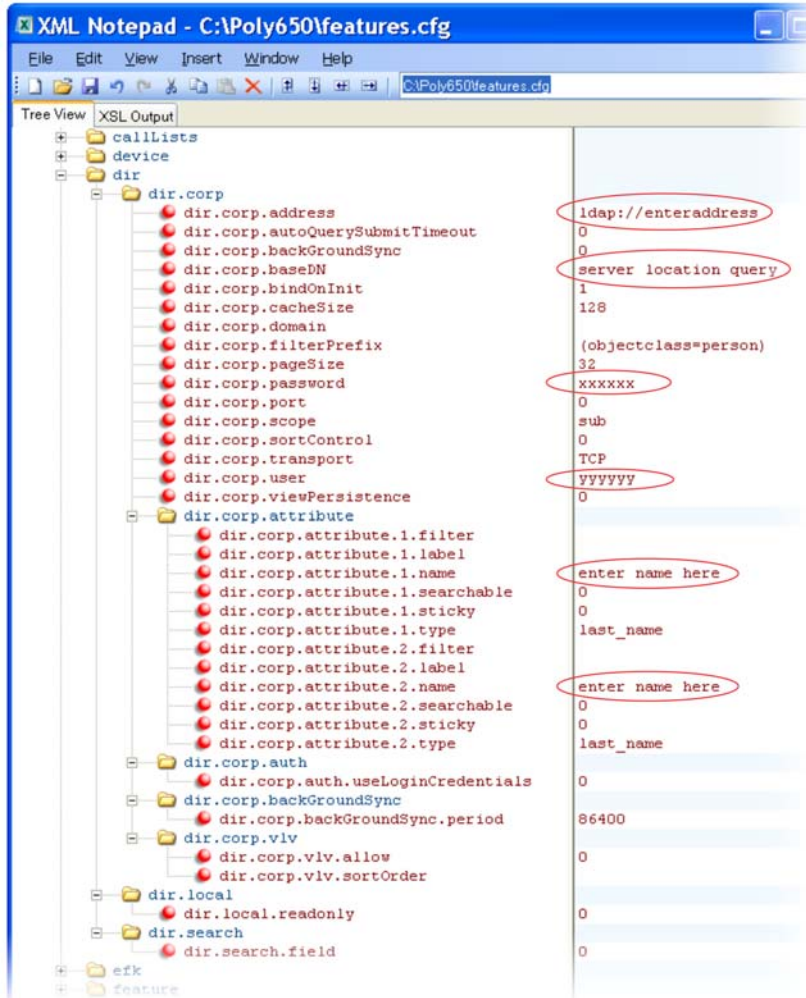 XML Notepad - C:\Poly650\features.cfg
File Edit View Insert Window Help
C:\Poly650\features.cfg
Tree View XSL Output
callLists
device
dir
dir.corp
dir.corp.address ldap://enteraddress
dir.corp.autoQuerySubmitTimeout 0
dir.corp.backGroundSync 0
dir.corp.baseDN server location query
dir.corp.bindOnInit 1
dir.corp.cacheSize 128
dir.corp.domain
dir.corp.filterPrefix (objectclass=person)
dir.corp.pageSize 32
dir.corp.password xxxxxx
dir.corp.port 0
dir.corp.scope sub
dir.corp.sortControl 0
dir.corp.transport TCP
dir.corp.user yyyyyy
dir.corp.viewPersistence 0
dir.corp.attribute
dir.corp.attribute.1.filter
dir.corp.attribute.1.label
dir.corp.attribute.1.name enter name here
dir.corp.attribute.1.searchable 0
dir.corp.attribute.1.sticky 0
dir.corp.attribute.1.type last_name
dir.corp.attribute.2.filter
dir.corp.attribute.2.label
dir.corp.attribute.2.name enter name here
dir.corp.attribute.2.searchable 0
dir.corp.attribute.2.sticky 0
dir.corp.attribute.2.type last_name
dir.corp.auth
dir.corp.auth.useLoginCredentials 0
dir.corp.backGroundSync
dir.corp.backGroundSync.period 86400
dir.corp.vlv
dir.corp.vlv.allow 0
dir.corp.vlv.sortOrder
dir.local
dir.local.readonly 0
dir.search
dir.search.field 0
efk
feature